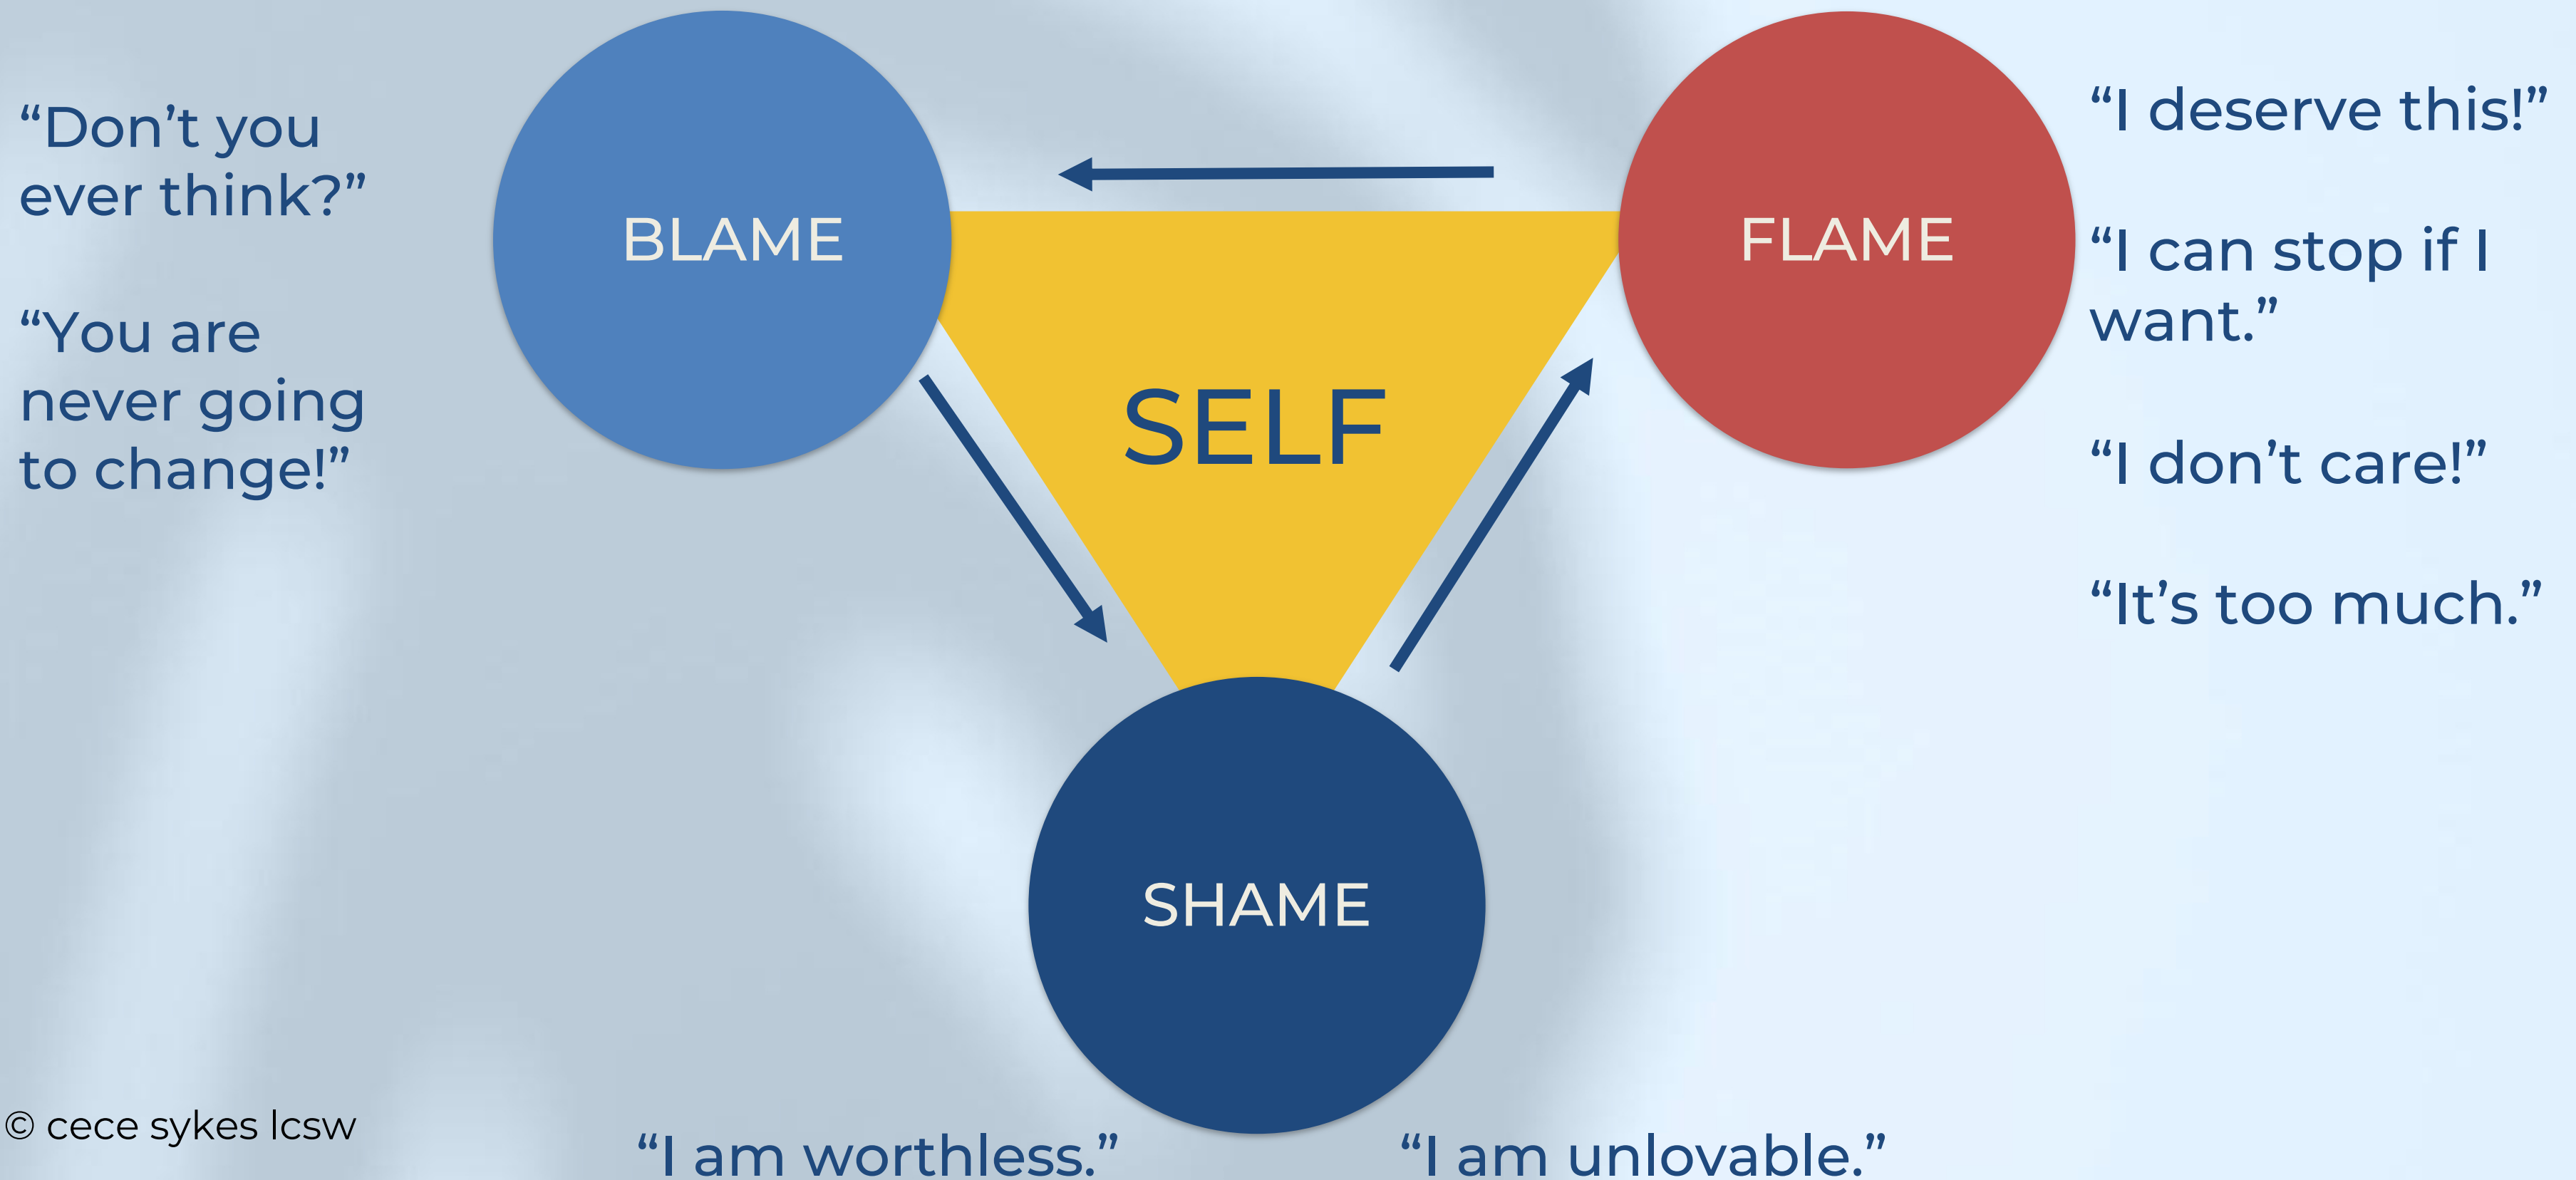 “Don’t you
ever think?”
“You are
never going
to change!”
BLAME
FLAME
SELF
SHAME
“I deserve this!”
“I can stop if I
want.”
“I don’t care!”
“It’s too much.”
© cece sykes lcsw
“I am worthless.”
“I am unlovable.”